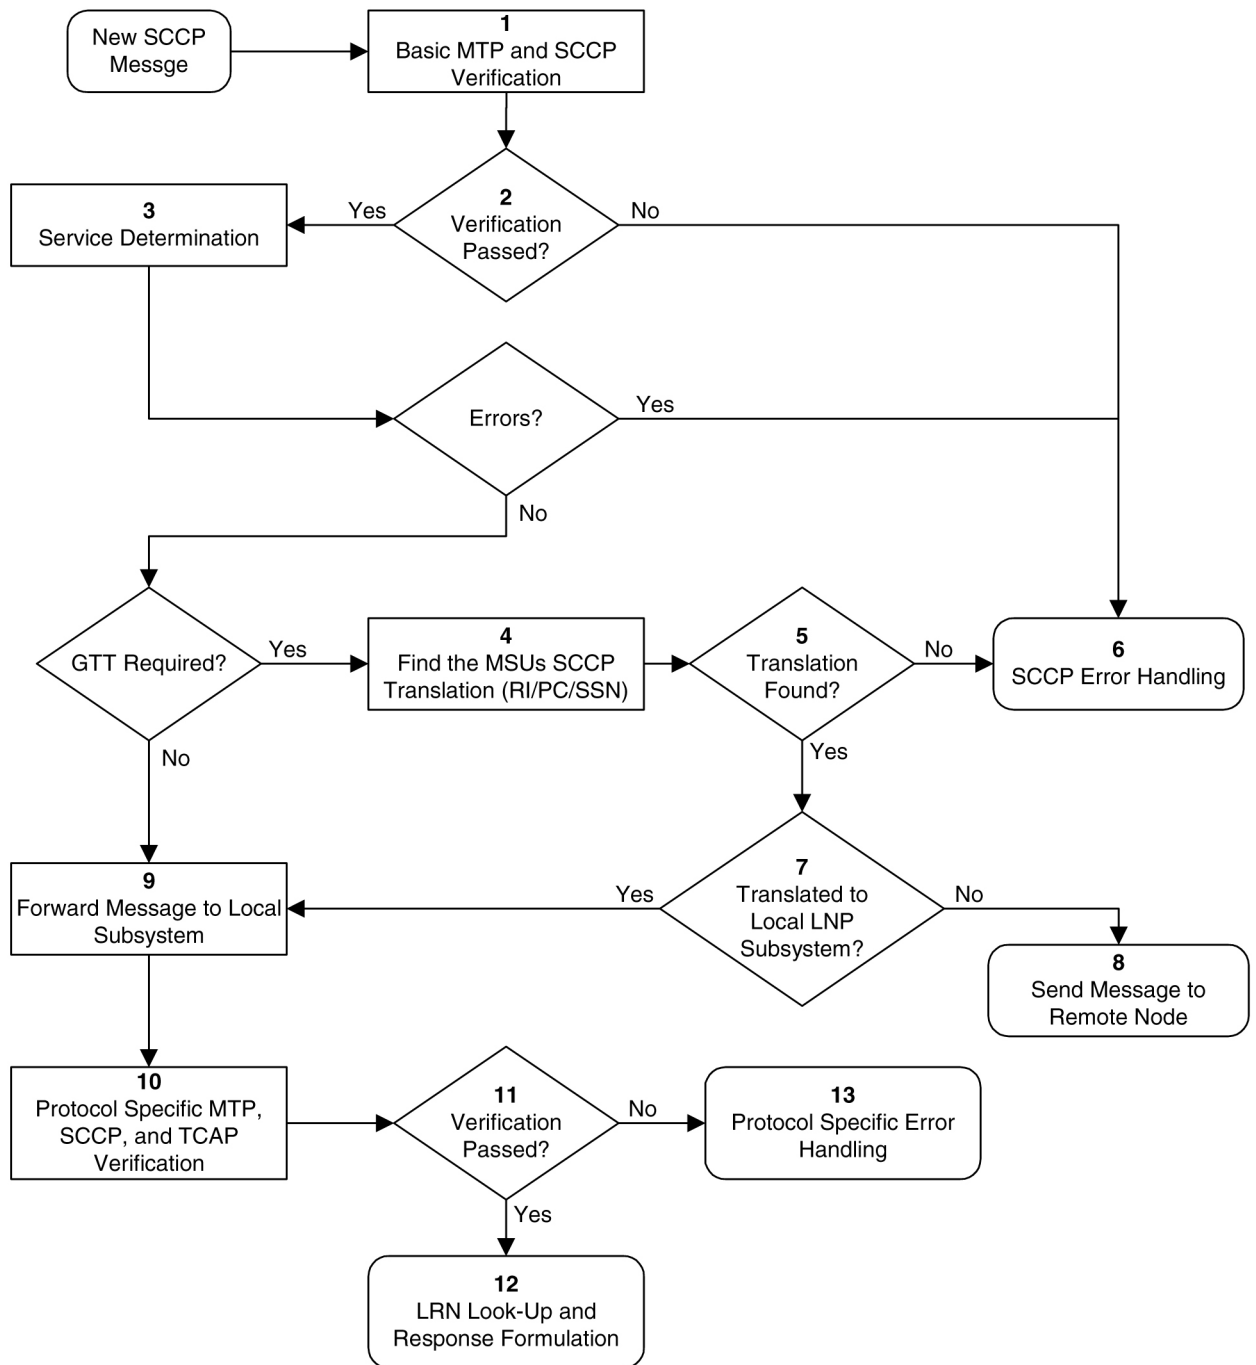 New SCCP
Messge
1
Basic MTP and SCCP
Verification
2
Verification
Passed?
Yes
No
3
Service Determination
Errors?
Yes
No
GTT Required?
Yes
No
4
Find the MSUs SCCP
Translation (RI/PC/SSN)
5
Translation
Found?
No
Yes
6
SCCP Error Handling
7
Translated to
Local LNP
Subsystem?
Yes
No
8
Send Message to
Remote Node
9
Forward Message to Local
Subsystem
10
Protocol Specific MTP,
SCCP, and TCAP
Verification
11
Verification
Passed?
No
Yes
13
Protocol Specific Error
Handling
12
LRN Look-Up and
Response Formulation